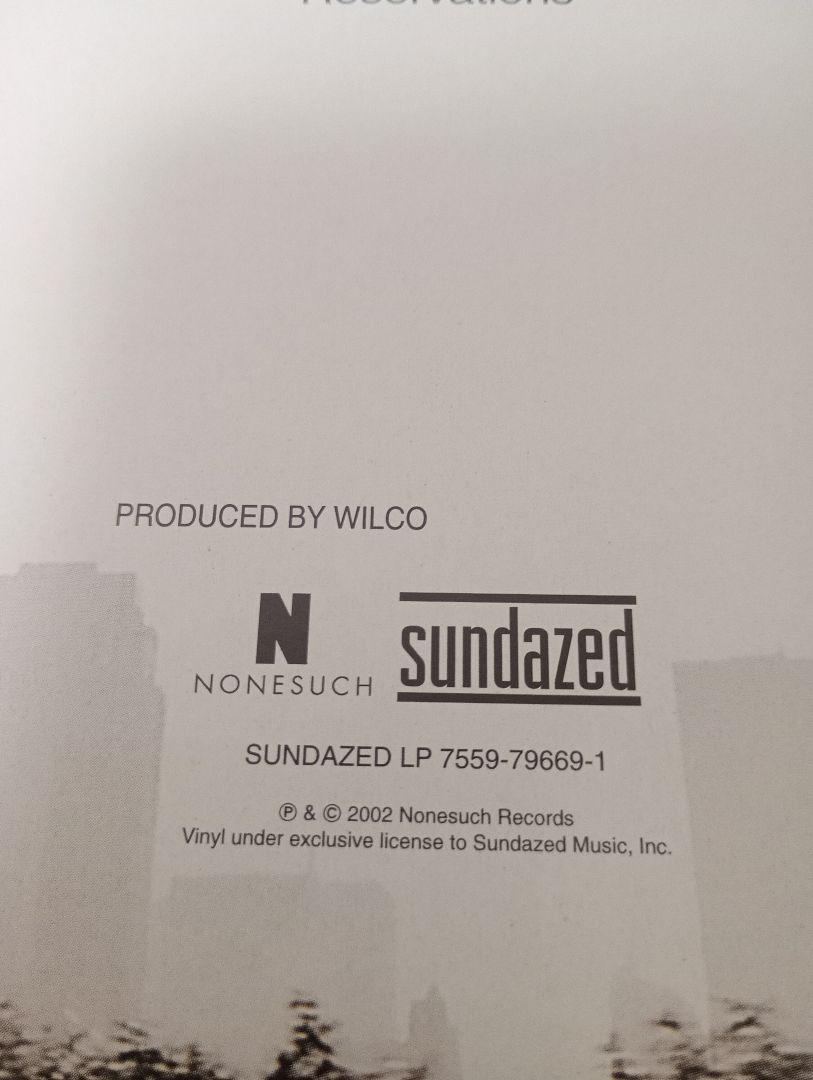 Reservations
PRODUCED BY WILCO
N
NONESUCH
sundazed
SUNDAZED LP 7559-79669-1
℗ & © 2002 Nonesuch Records
Vinyl under exclusive license to Sundazed Music, Inc.